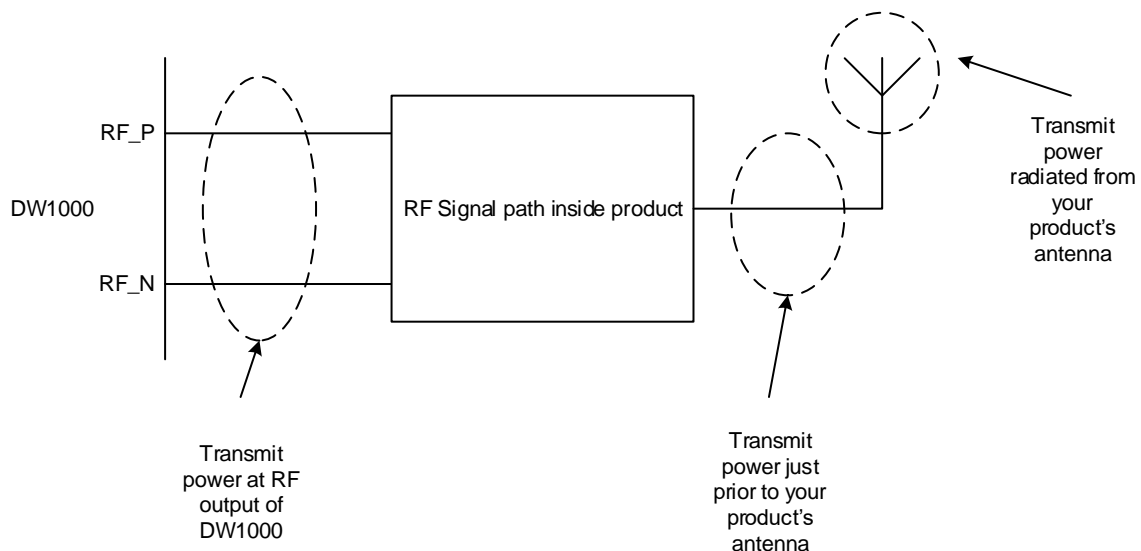 RF_P
DW1000
RF_N
RF Signal path inside product
Transmit
power
radiated from
your
product's
antenna
Transmit
power at RF
output of
DW1000
Transmit
power just
prior to your
product's
antenna